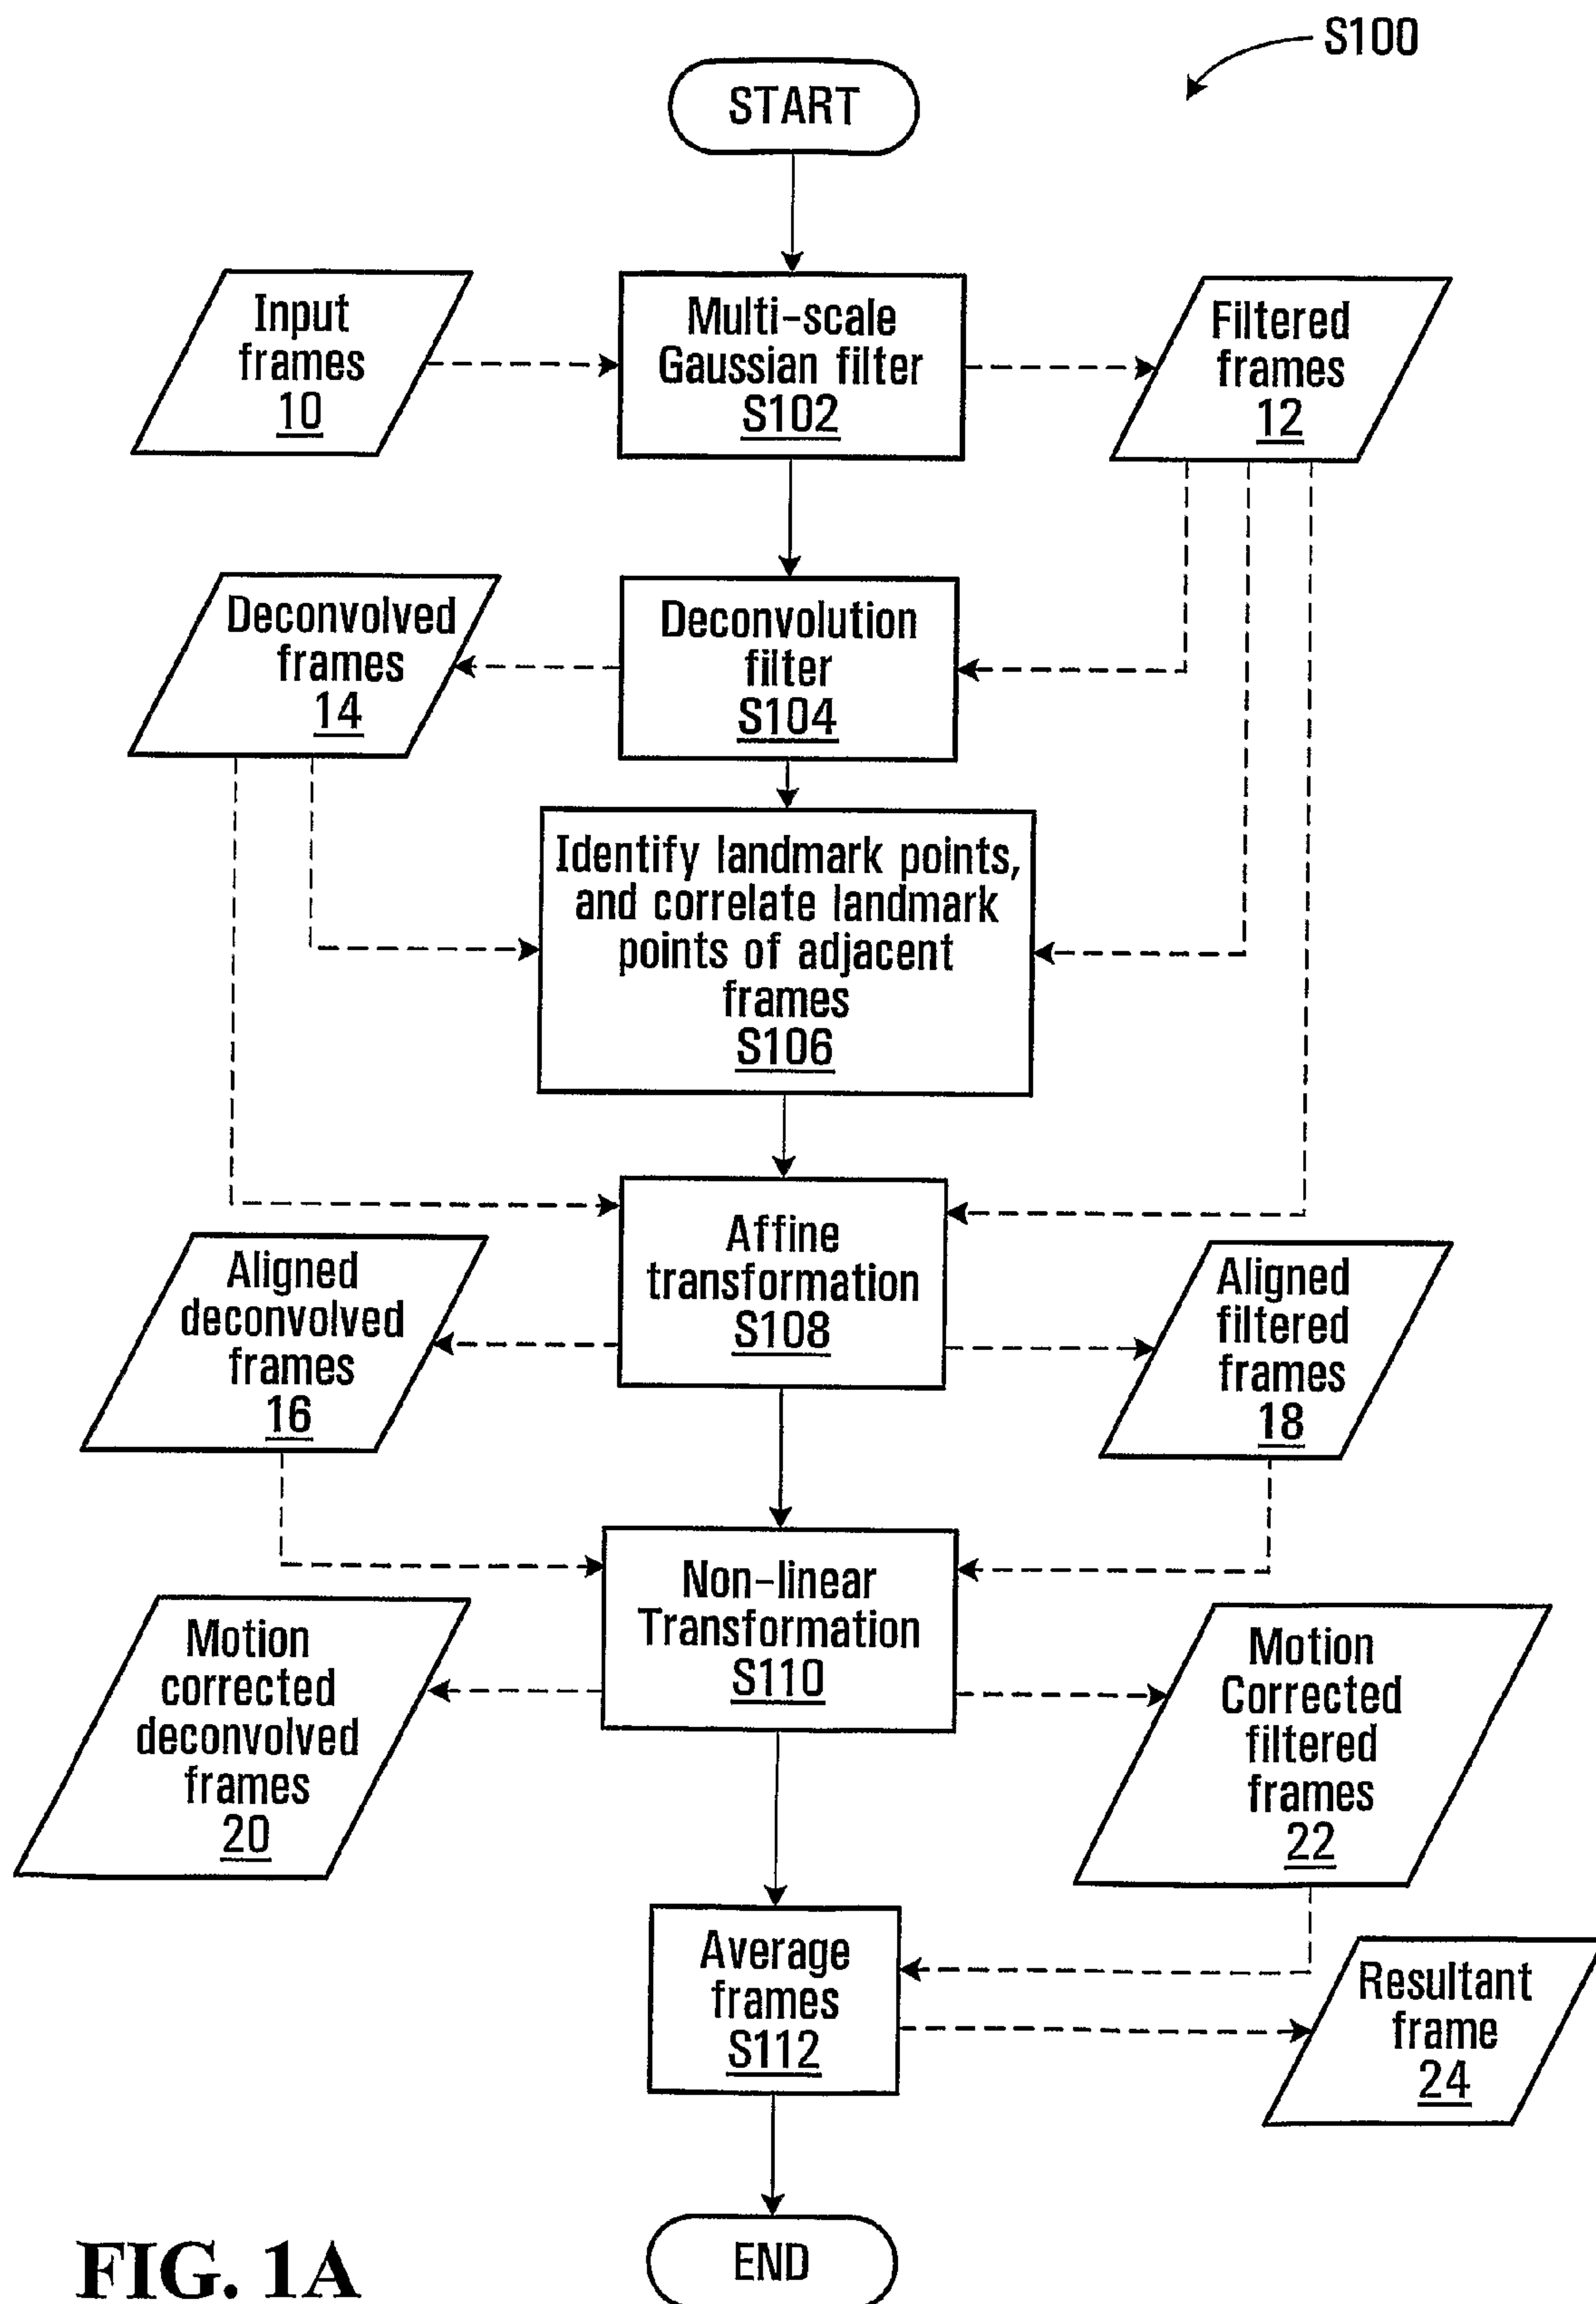 S100
START
Input
frames
10
Multi-scale
Gaussian filter
S102
Filtered
frames
12
Deconvolved
frames
14
Deconvolution
filter
S104
Identify landmark points,
and correlate landmark
points of adjacent
frames
S106
Affine
transformation
S108
Aligned
deconvolved
frames
16
Aligned
filtered
frames
18
Non-linear
Transformation
S110
Motion
corrected
deconvolved
frames
20
Motion
Corrected
filtered
frames
22
Average
frames
S112
Resultant
frame
24
END
FIG. 1A